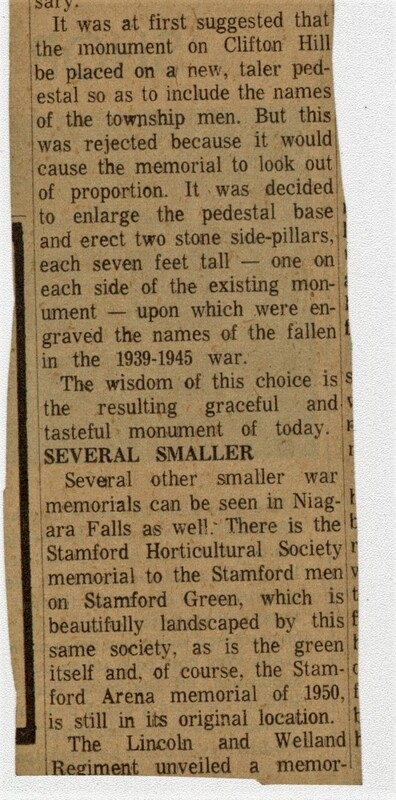 sary.
It was at first suggested that
the monument on Clifton Hill
be placed on a new, taler ped-
estal so as to include the names
of the township men. But this
was rejected because it would
cause the memorial to look out
of proportion. It was decided
to enlarge the pedestal base
and erect two stone side-pillars,
each seven feet tall — one on
each side of the existing mon-
ument — upon which were en-
graved the names of the fallen
in the 1939-1945 war.
The wisdom of this choice is
the resulting graceful and
tasteful monument of today.
SEVERAL SMALLER
Several other smaller war
memorials can be seen in Niag-
ara Falls as well. There is the
Stamford Horticultural Society
memorial to the Stamford men
on Stamford Green, which is
beautifully landscaped by this
same society, as is the green
itself and, of course, the Stam-
ford Arena memorial of 1950,
is still in its original location.
The Lincoln and Welland
Regiment unveiled a memor-